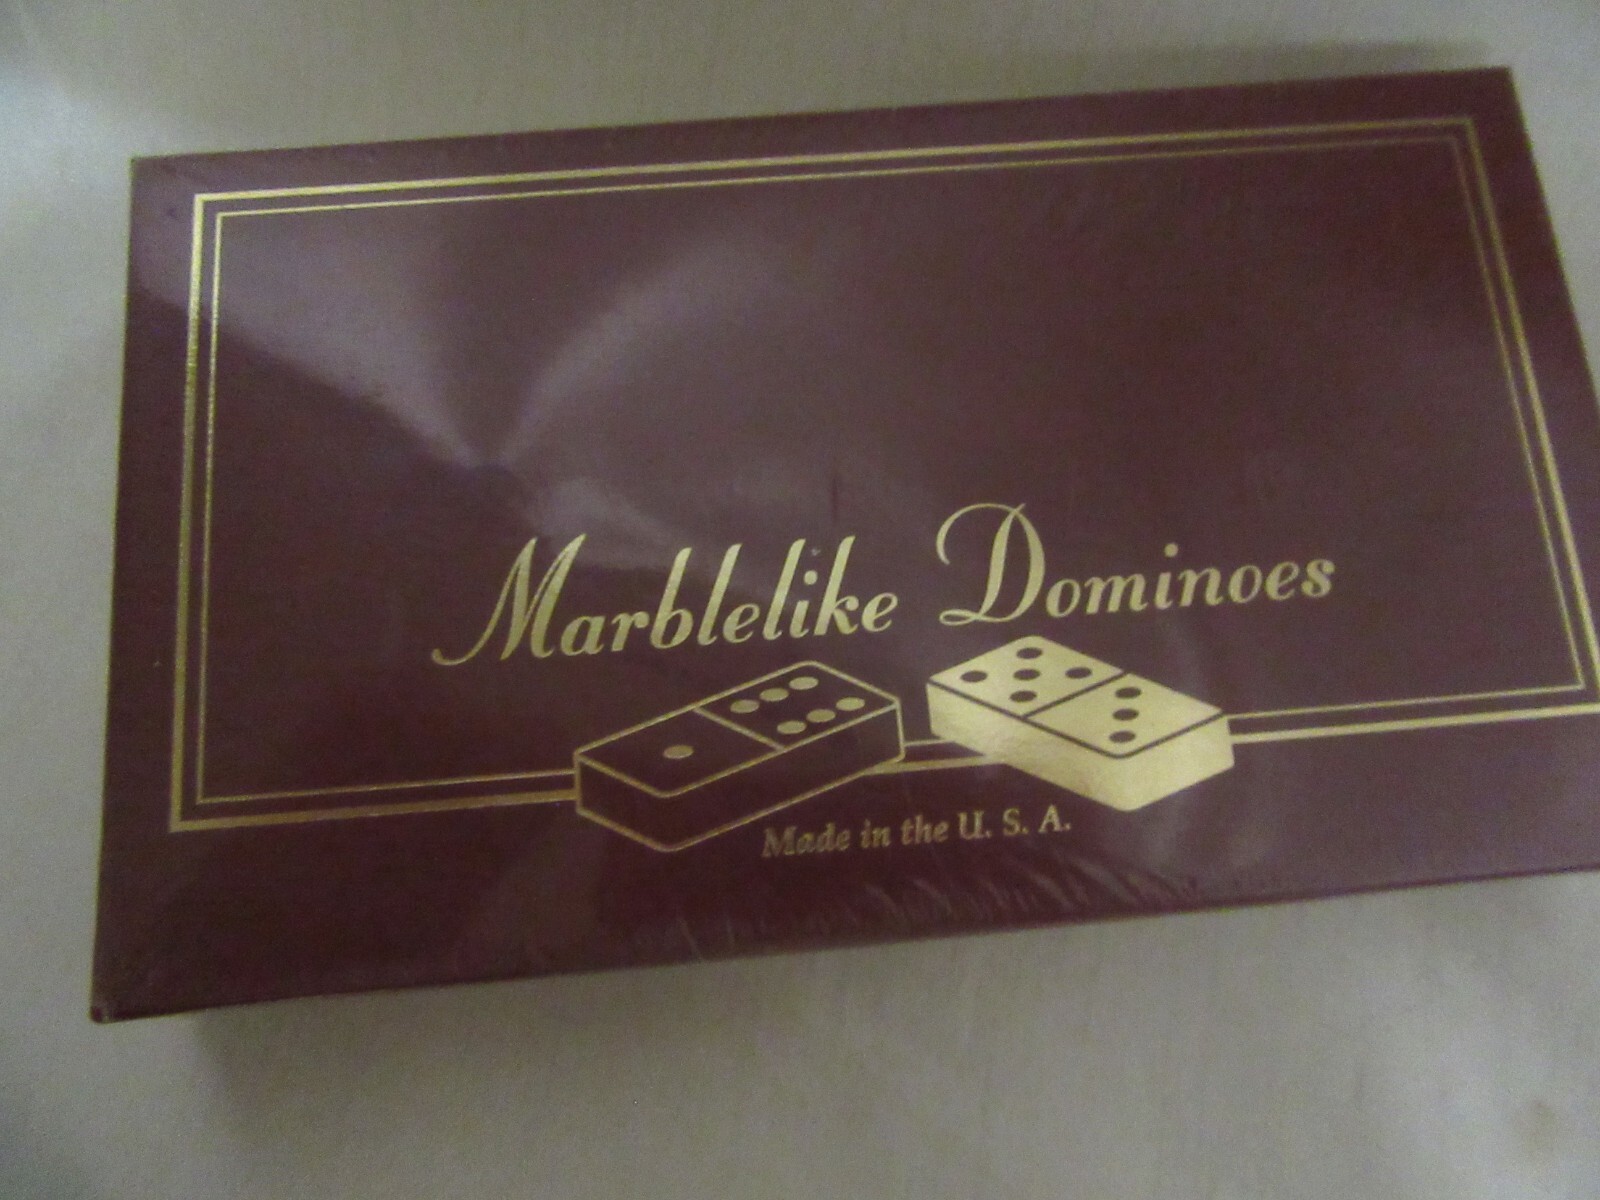 Marblelike Dominoes
Made in the U. S. A.